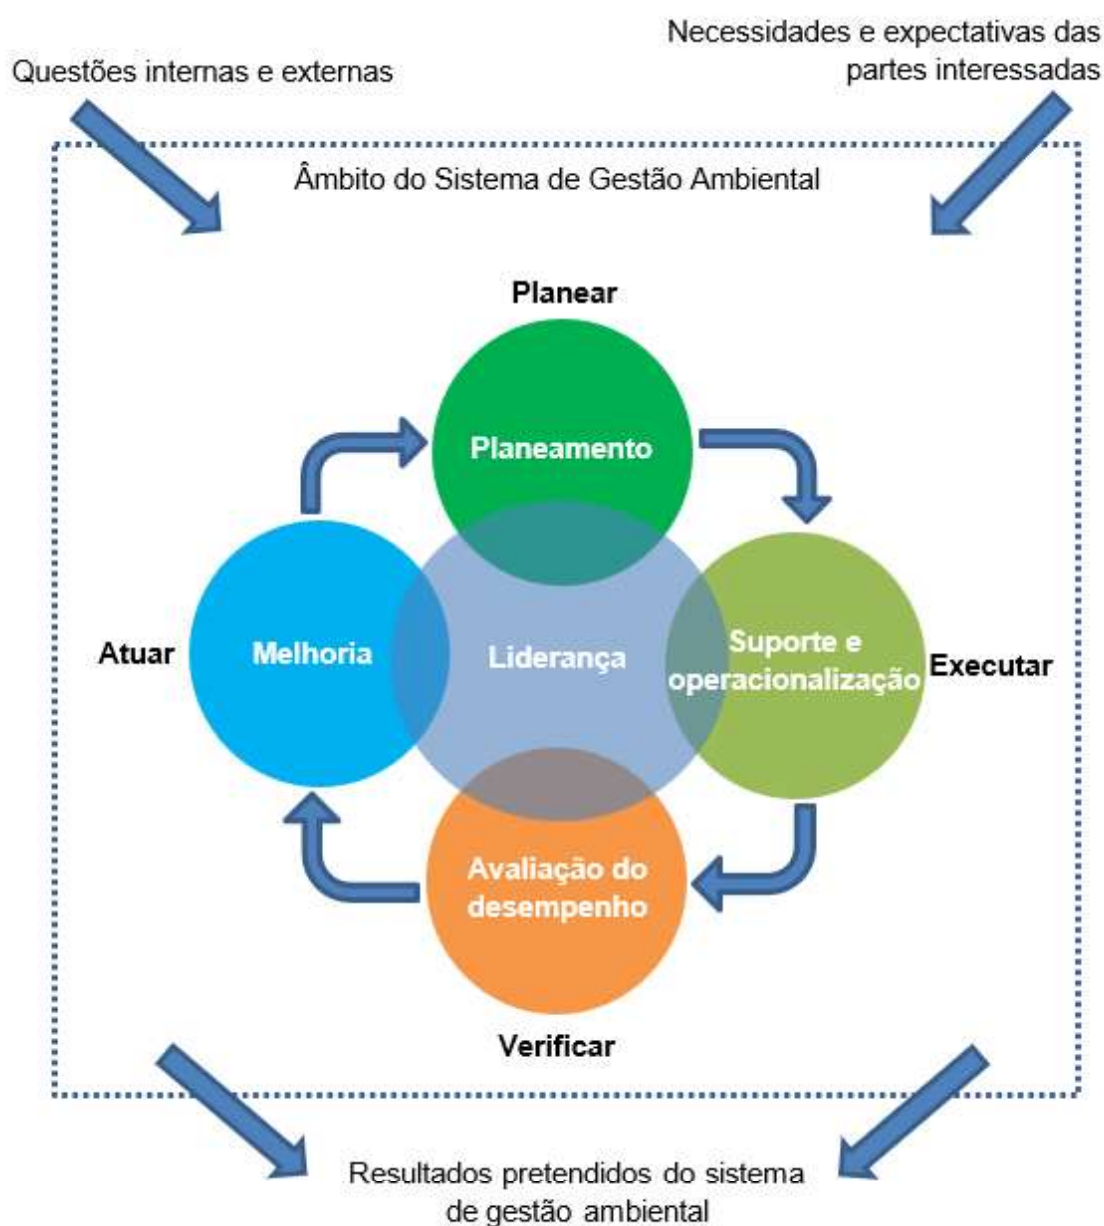 Necessidades e expectativas das
partes interessadas
Questões internas e externas
Âmbito do Sistema de Gestão Ambiental
Planear
Planeamento
Atuar
Melhoria
Liderança
Suporte e
operacionalização
Executar
Avaliação do
desempenho
Verificar
Resultados pretendidos do sistema
de gestão ambiental